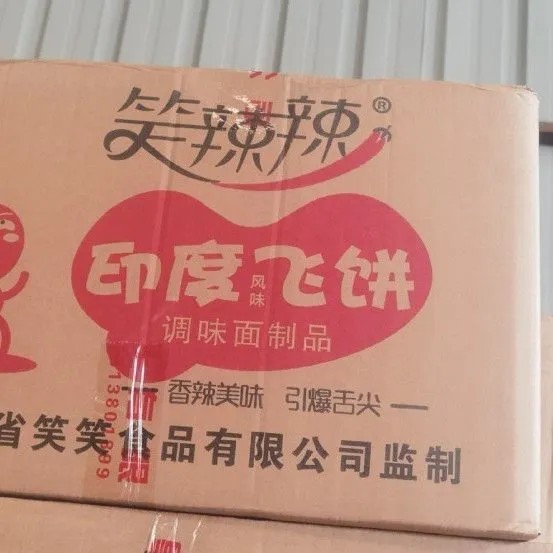 笑辣辣®
印度风味飞饼
调味面制品
香辣美味 引爆舌尖
省笑笑食品有限公司监制